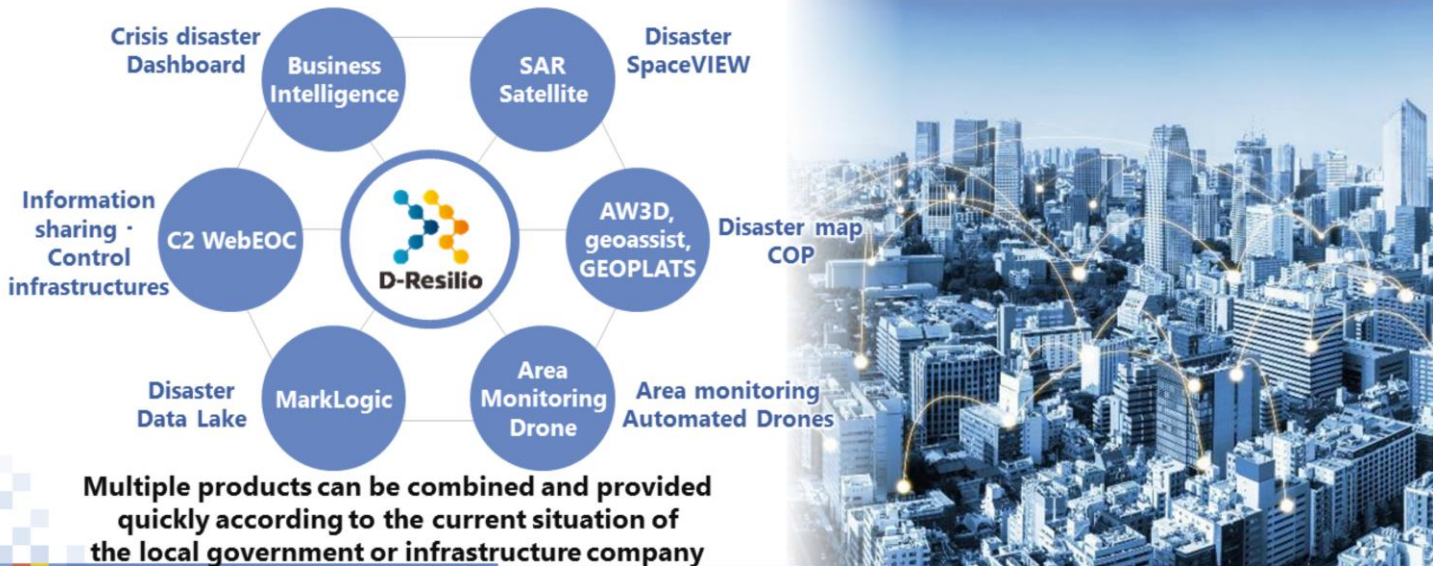 Crisis disaster
Dashboard
Business
Intelligence
SAR
Satellite
Disaster
SpaceVIEW
Information
sharing・
Control
infrastructures
C2 WebEOC
D-Resilio
AW3D,
geoassist,
GEOPLATS
Disaster map
COP
Disaster
Data Lake
MarkLogic
Area
Monitoring
Drone
Area monitoring
Automated Drones
Multiple products can be combined and provided
quickly according to the current situation of
the local government or infrastructure company